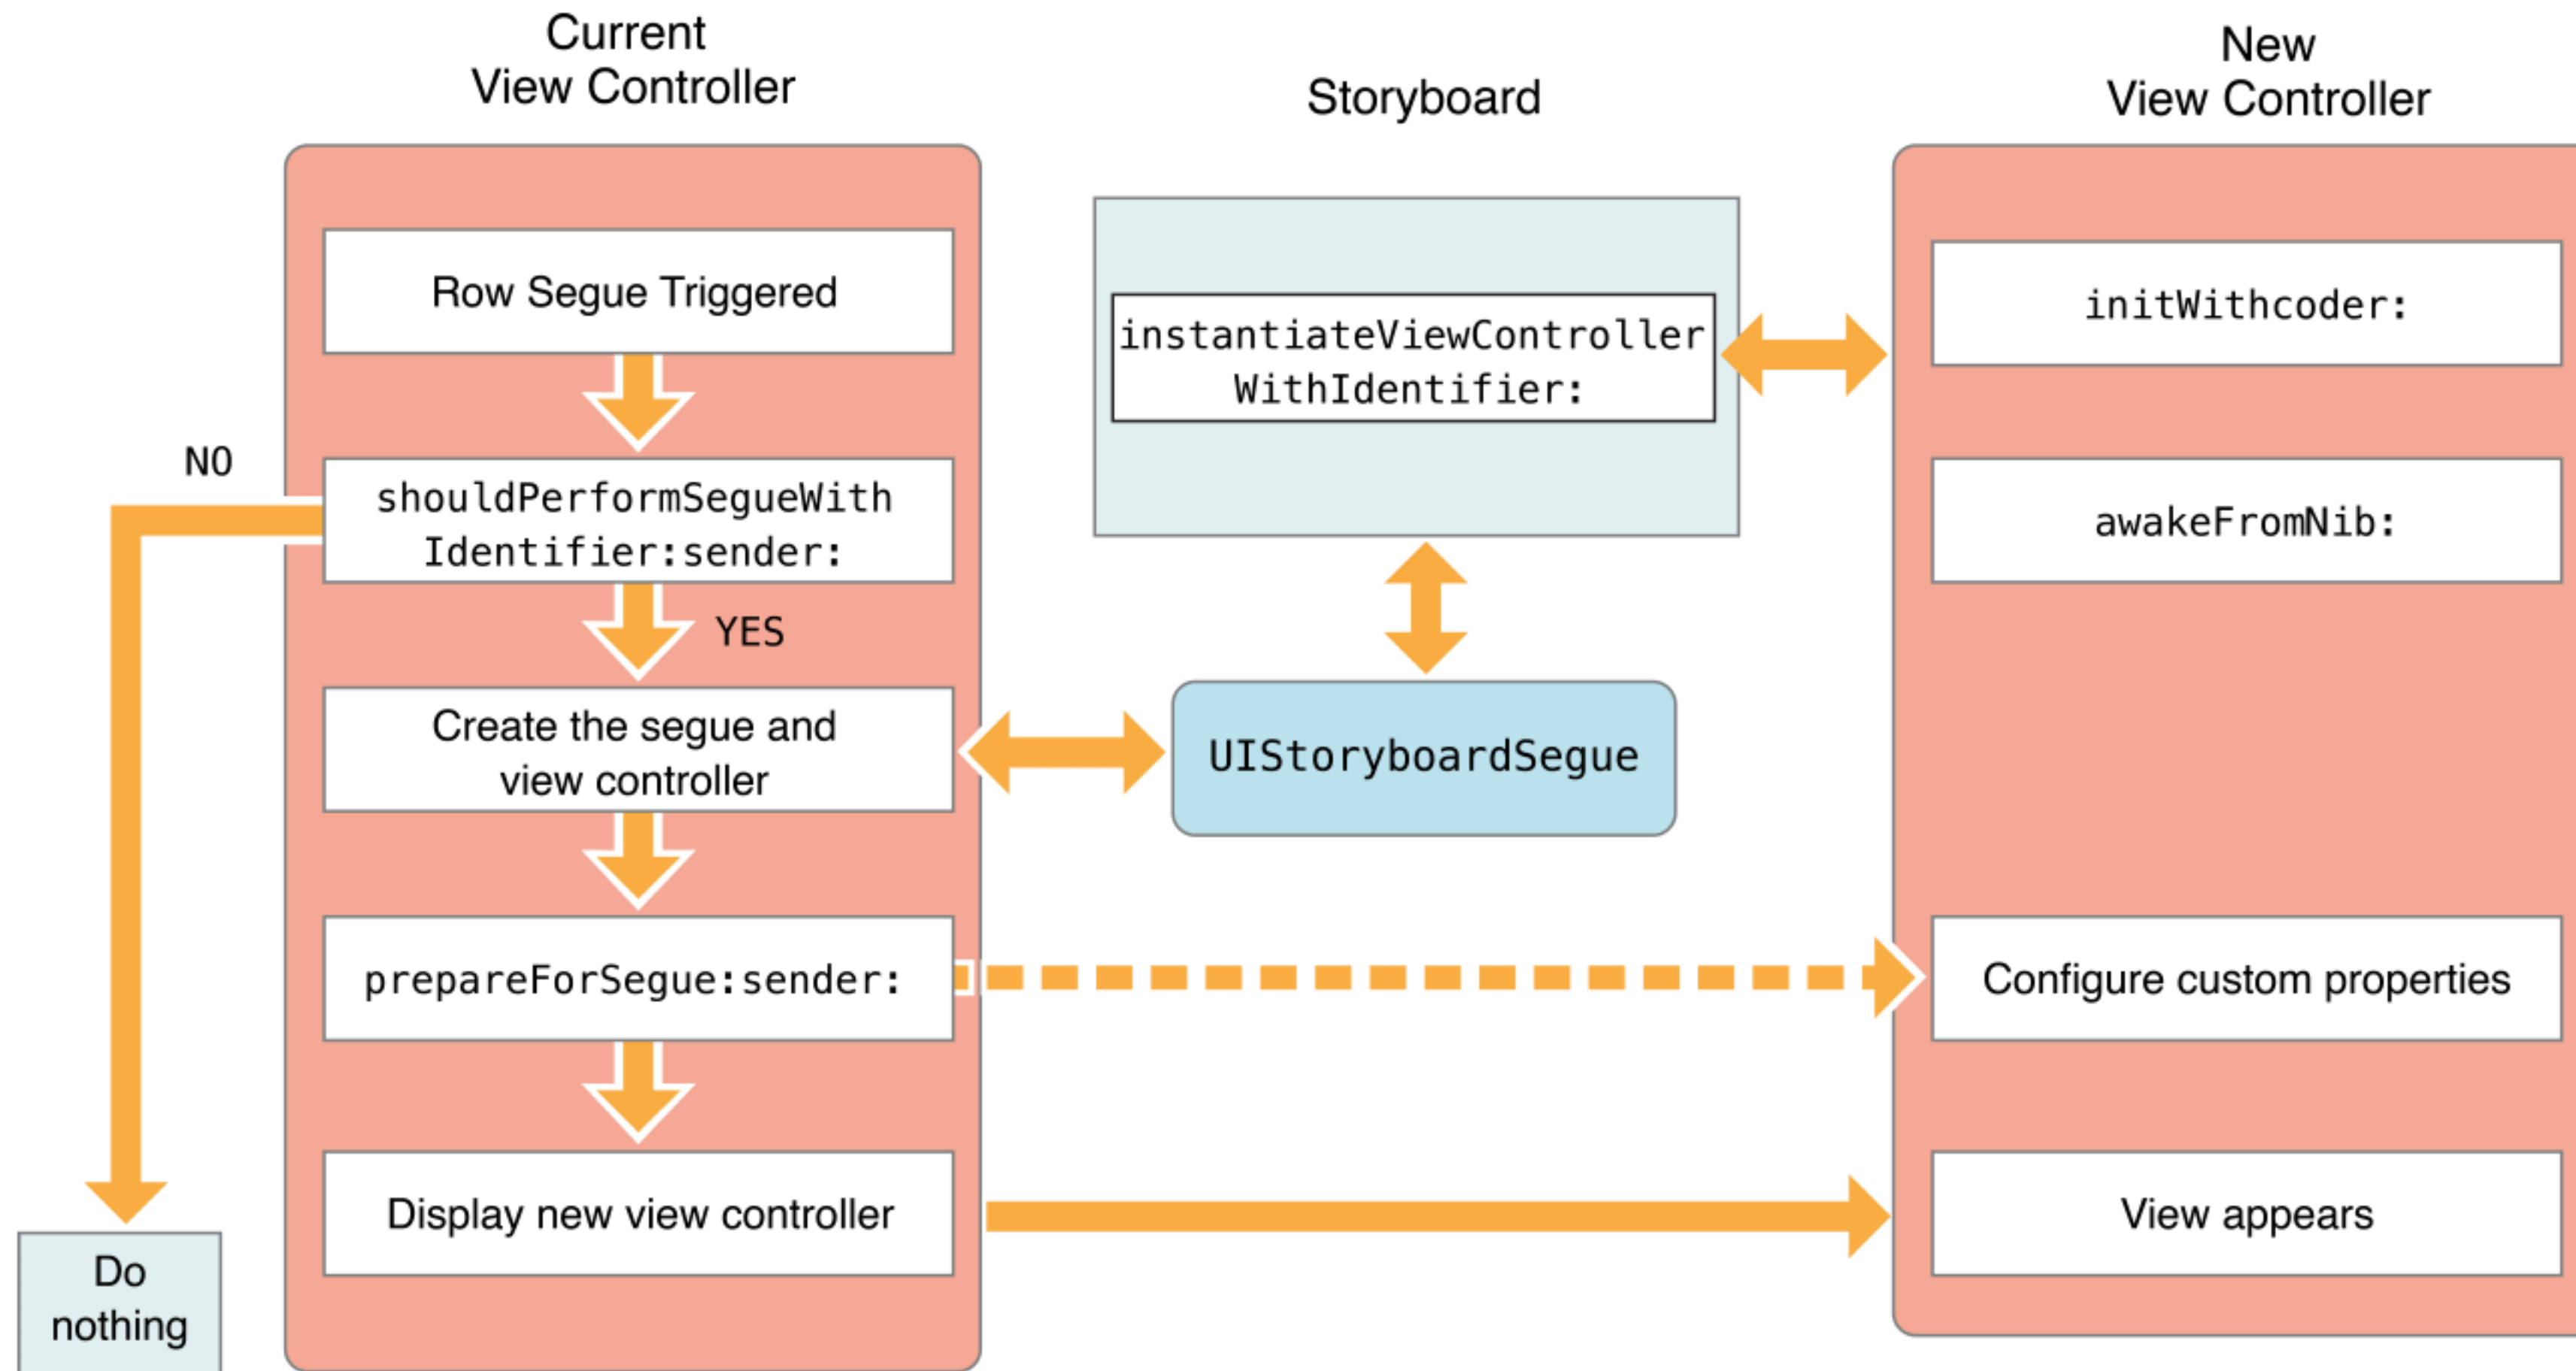 Current
View Controller
Storyboard
New
View Controller
Row Segue Triggered
NO
shouldPerformSegueWith
Identifier:sender:
YES
Create the segue and
view controller
prepareForSegue:sender:
Display new view controller
Do
nothing
instantiateViewController
WithIdentifier:
UIStoryboardSegue
initWithcoder:
awakeFromNib:
Configure custom properties
View appears